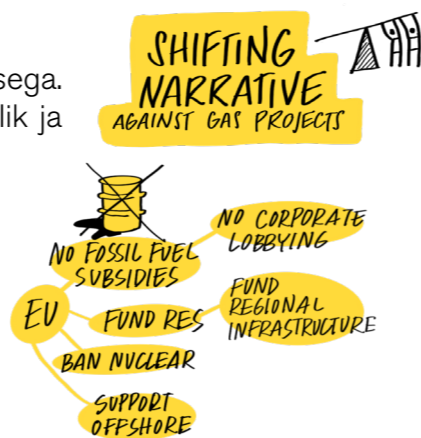 sega.
lik ja
SHIFTING
NARRATIVE
AGAINST GAS PROJECTS
NO FOSSIL FUEL
SUBSIDIES
NO CORPORATE
LOBBYING
EU
FUND RES
FUND
REGIONAL
INFRASTRUCTURE
BAN NUCLEAR
SUPPORT
OFFSHORE